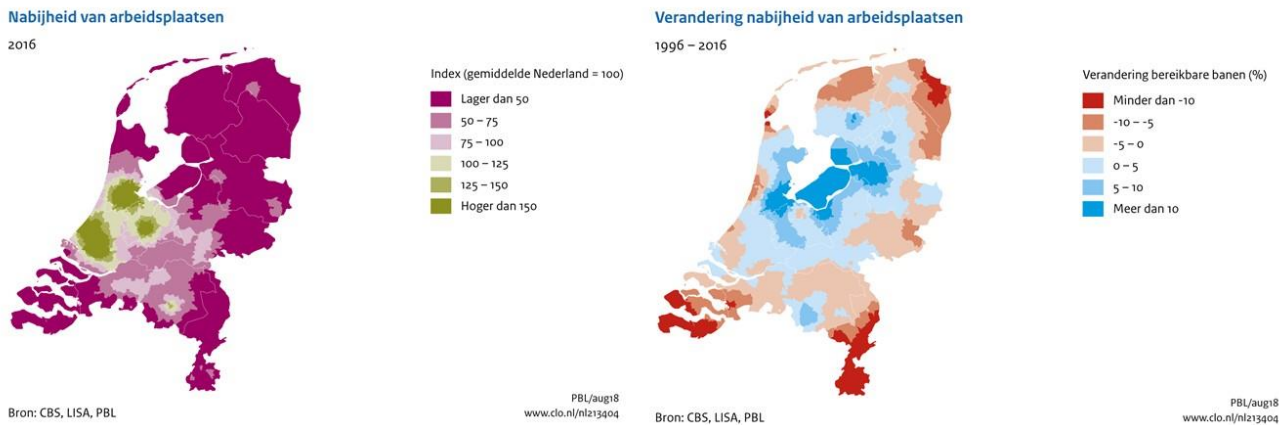 Nabijheid van arbeidsplaatsen
2016
Index (gemiddelde Nederland = 100)
Lager dan 50
50 – 75
75 – 100
100 – 125
125 – 150
Hoger dan 150
Bron: CBS, LISA, PBL
PBL/aug18
www.clo.nl/nl213404
Verandering nabijheid van arbeidsplaatsen
1996 – 2016
Verandering bereikbare banen (%)
Minder dan -10
-10 – -5
-5 – 0
0 – 5
5 – 10
Meer dan 10
Bron: CBS, LISA, PBL
PBL/aug18
www.clo.nl/nl213404